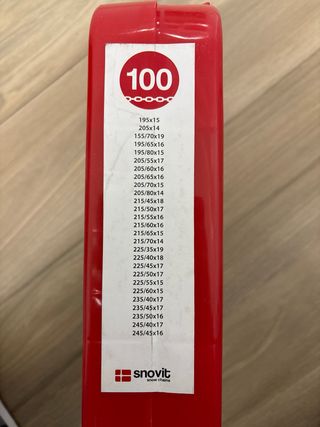 100
195x15
205x14
155/70x19
195/65x16
195/80x15
205/55x17
205/60x16
205/65x16
205/70x15
205/80x14
215/45x18
215/50x17
215/55x16
215/60x16
215/65x15
215/70x14
225/35x19
225/40x18
225/45x17
225/50x17
225/55x15
225/60x15
235/40x17
235/45x17
235/50x16
245/40x17
245/45x16
snovit
snow chains